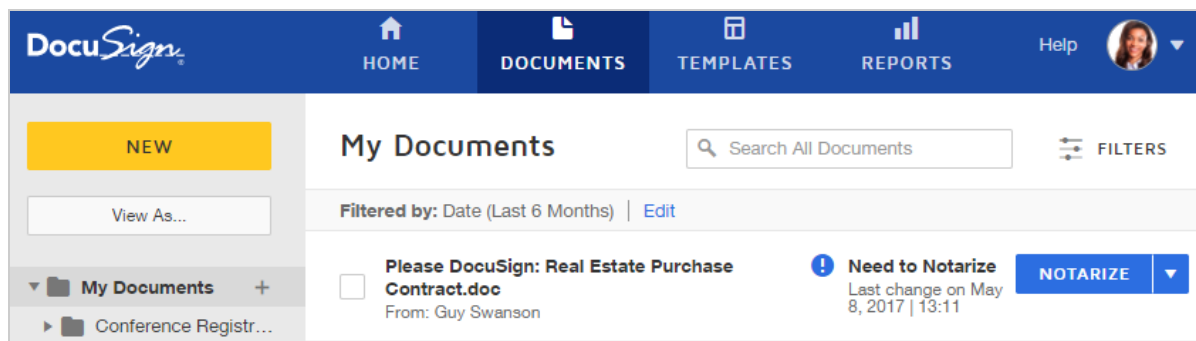 DocuSign
HOME
DOCUMENTS
TEMPLATES
REPORTS
Help
NEW
View As...
My Documents
+
Conference Registr...
My Documents
Search All Documents
FILTERS
Filtered by: Date (Last 6 Months) | Edit
Please DocuSign: Real Estate Purchase
Contract.doc
From: Guy Swanson
Need to Notarize
Last change on May
8, 2017 | 13:11
NOTARIZE